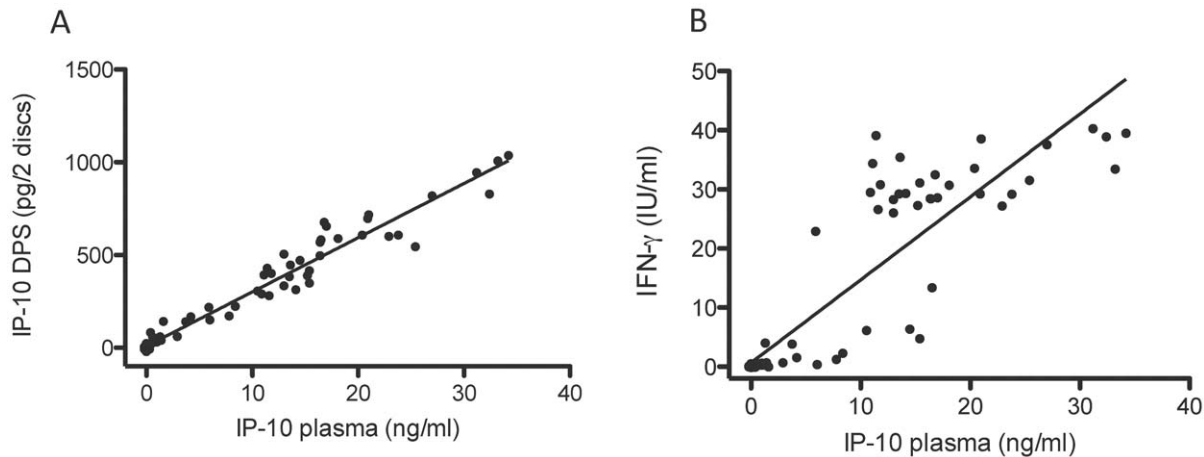 A
IP-10 DPS (pg/2 discs)
1500
1000
500
0
0 10 20 30 40
IP-10 plasma (ng/ml)
B
IFN-γ (IU/ml)
50
40
30
20
10
0
0 10 20 30 40
IP-10 plasma (ng/ml)